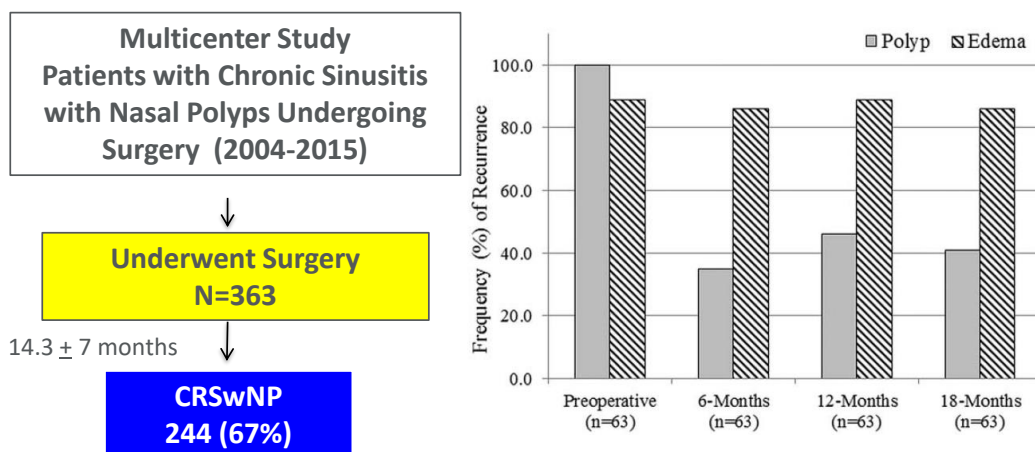 Multicenter Study
Patients with Chronic Sinusitis
with Nasal Polyps Undergoing
Surgery (2004-2015)
Underwent Surgery
N=363
14.3 ± 7 months
CRSwNP
244 (67%)
Polyp Edema
Frequency (%) of Recurrence
100.0
80.0
60.0
40.0
20.0
0.0
Preoperative 6-Months 12-Months 18-Months
(n=63) (n=63) (n=63) (n=63)